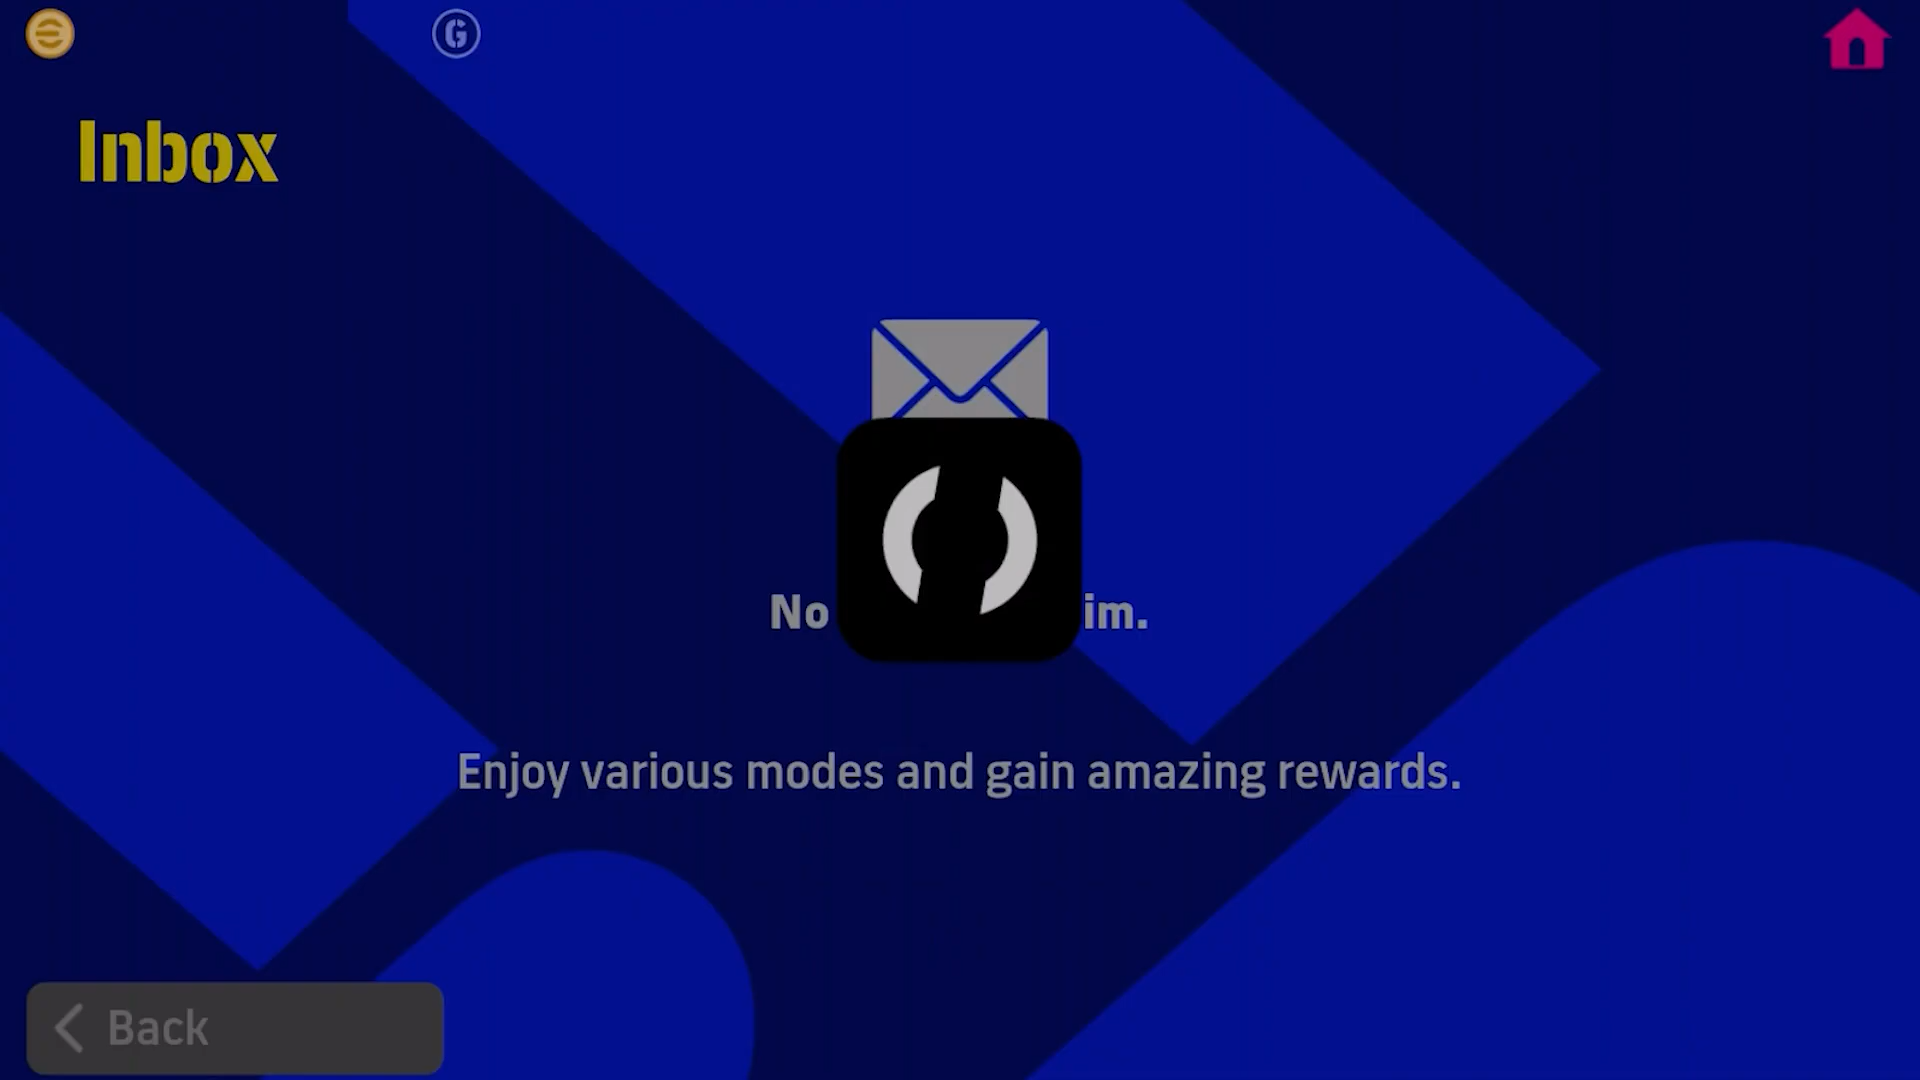 G
Inbox
No im.
Enjoy various modes and gain amazing rewards.
Back